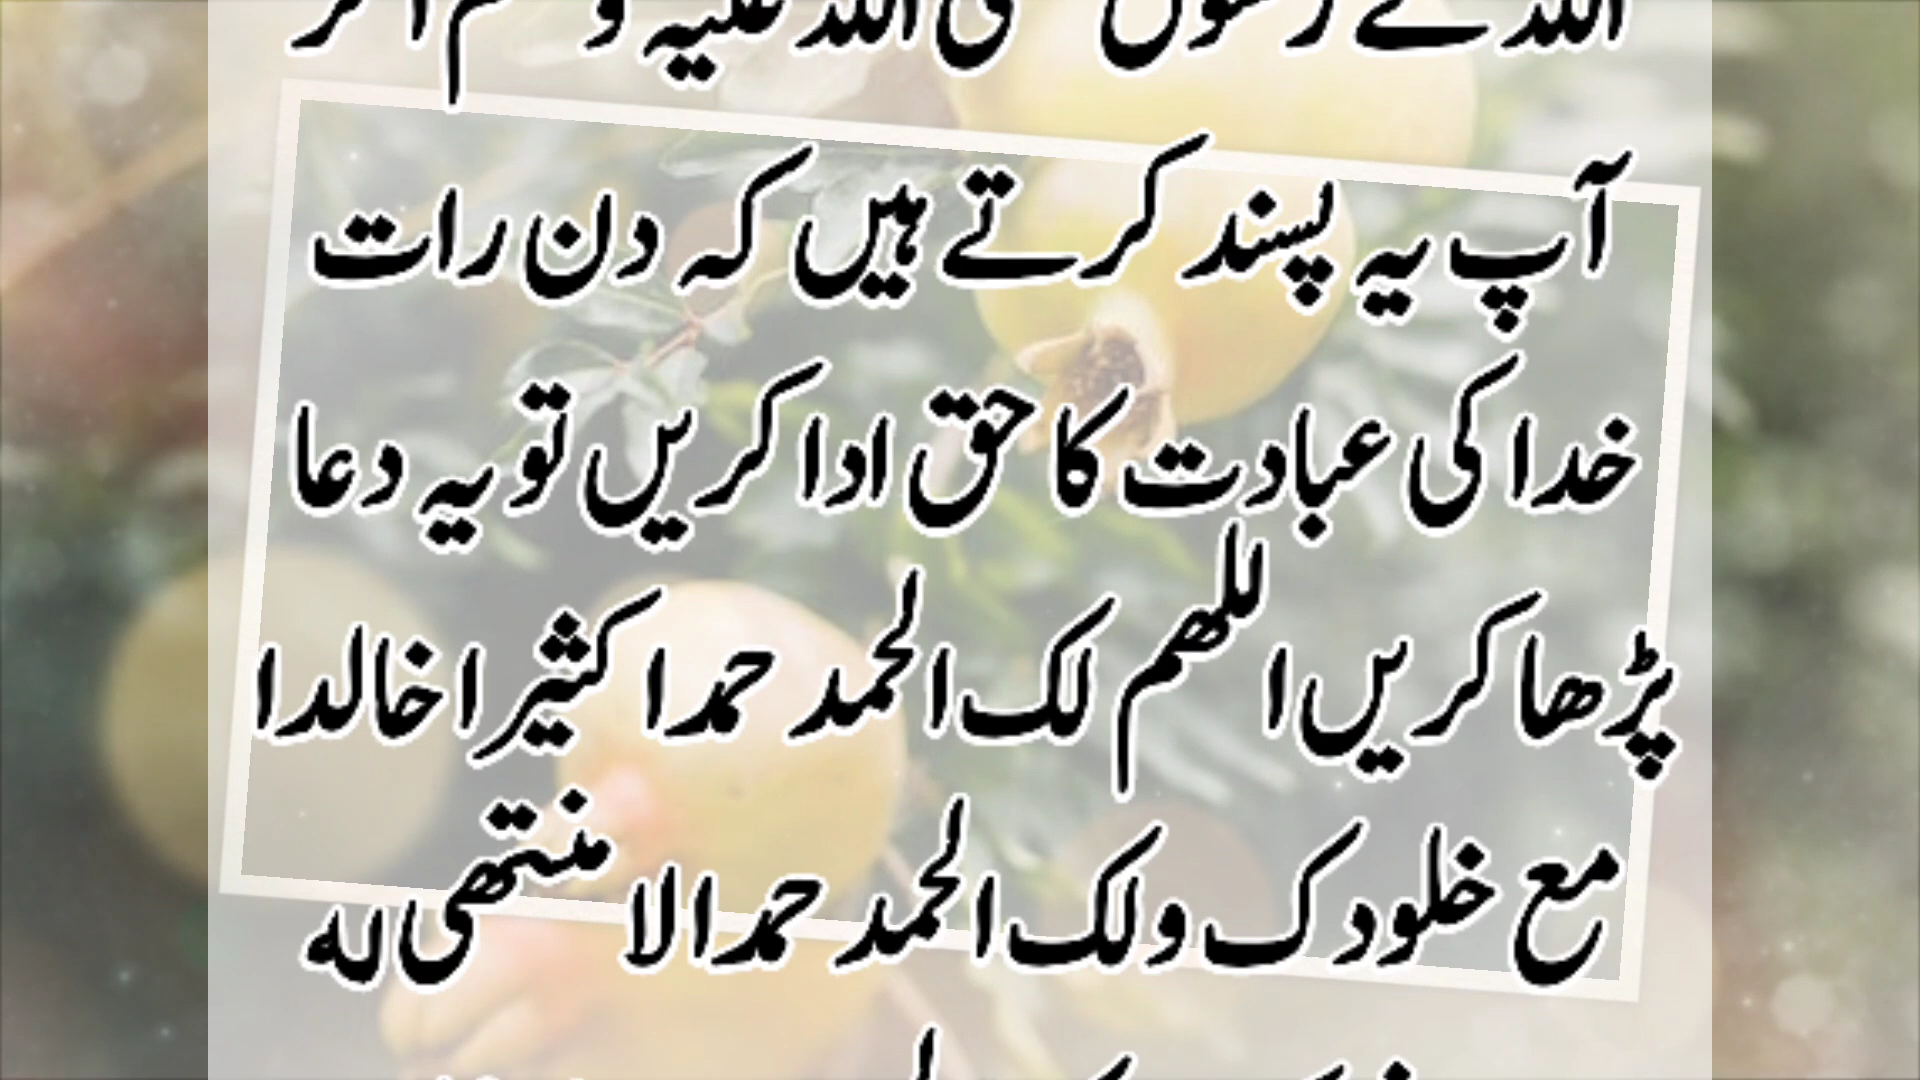 اللہ کے رسول صلی اللہ علیہ وسلم اگر
آپ یہ پسند کرتے ہیں کہ دن رات
خدا کی عبادت کا حق ادا کریں تو یہ دعا
پڑھا کریں اللھم لک الحمد حمدا کثیرا خالدا
مع خلودک ولک الحمد حمدالا منتھی لہ